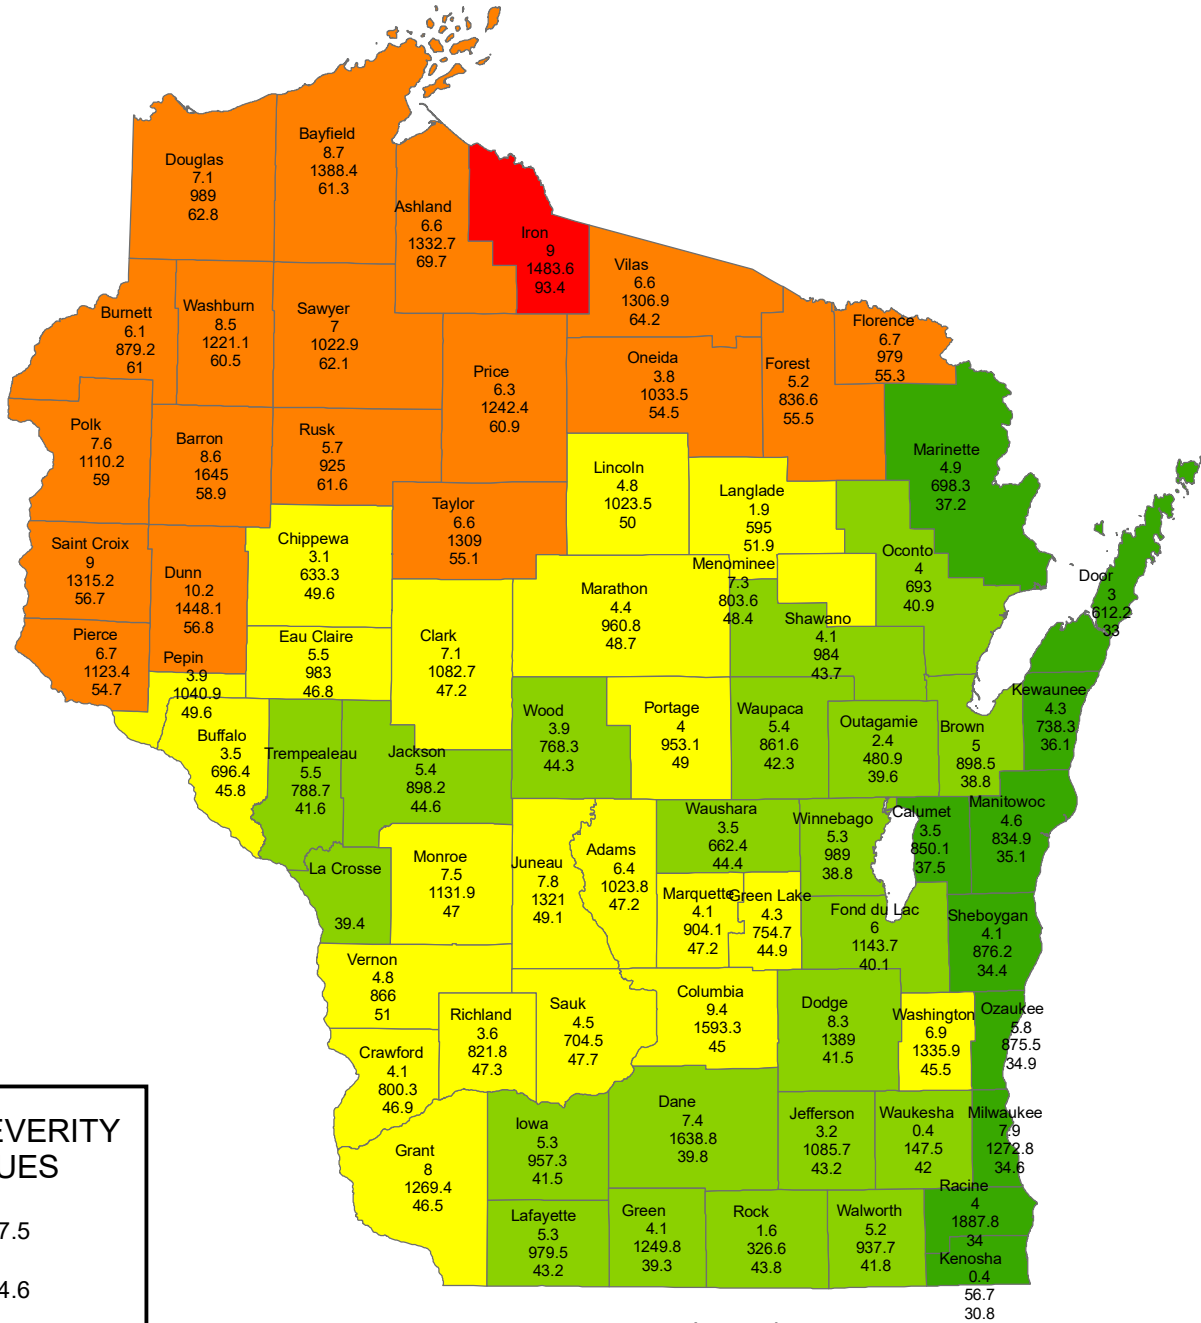 Douglas
7.1
989
62.8
Bayfield
8.7
1388.4
61.3
Ashland
6.6
1332.7
69.7
Iron
9
1483.6
93.4
Vilas
6.6
1306.9
64.2
Burnett
6.1
879.2
61
Washburn
8.5
1221.1
60.5
Sawyer
7
1022.9
62.1
Price
6.3
1242.4
60.9
Oneida
3.8
1033.5
54.5
Forest
5.2
836.6
55.5
Florence
6.7
979
55.3
Polk
7.6
1110.2
59
Barron
8.6
1645
58.9
Rusk
5.7
925
61.6
Taylor
6.6
1309
55.1
Lincoln
4.8
1023.5
50
Langlade
1.9
595
51.9
Marinette
4.9
698.3
37.2
Saint Croix
9
1315.2
56.7
Dunn
10.2
1448.1
56.8
Chippewa
3.1
633.3
49.6
Marathon
4.4
960.8
48.7
Menominee
7.3
803.6
48.4
Shawano
4.1
984
43.7
Oconto
4
693
40.9
Door
3
612.2
33
Pierce
6.7
1123.4
54.7
Pepin
3.9
1040.9
49.6
Eau Claire
5.5
983
46.8
Clark
7.1
1082.7
47.2
Buffalo
3.5
696.4
45.8
Trempealeau
5.5
788.7
41.6
Jackson
5.4
898.2
44.6
Wood
3.9
768.3
44.3
Portage
4
953.1
49
Waupaca
5.4
861.6
42.3
Outagamie
2.4
480.9
39.6
Brown
5
898.5
38.8
Kewaunee
4.3
738.3
36.1
La Crosse
39.4
Monroe
7.5
1131.9
47
Juneau
7.8
1321
49.1
Adams
6.4
1023.8
47.2
Waushara
3.5
662.4
44.4
Winnebago
5.3
989
38.8
Calumet
3.5
850.1
37.5
Manitowoc
4.6
834.9
35.1
Marquette
4.1
904.1
47.2
Green Lake
4.3
754.7
44.9
Fond du Lac
6
1143.7
40.1
Sheboygan
4.1
876.2
34.4
Vernon
4.8
866
51
Richland
3.6
821.8
47.3
Sauk
4.5
704.5
47.7
Columbia
9.4
1593.3
45
Dodge
8.3
1389
41.5
Washington
6.9
1335.9
45.5
Ozaukee
5.8
875.5
34.9
Crawford
4.1
800.3
46.9
Grant
8
1269.4
46.5
Iowa
5.3
957.3
41.5
Dane
7.4
1638.8
39.8
Jefferson
3.2
1085.7
43.2
Waukesha
0.4
147.5
42
Milwaukee
7.9
1272.8
34.6
Lafayette
5.3
979.5
43.2
Green
4.1
1249.8
39.3
Rock
1.6
326.6
43.8
Walworth
5.2
937.7
41.8
Racine
4
1887.8
34
Kenosha
0.4
56.7
30.8
EVERITY
UES
7.5
4.6